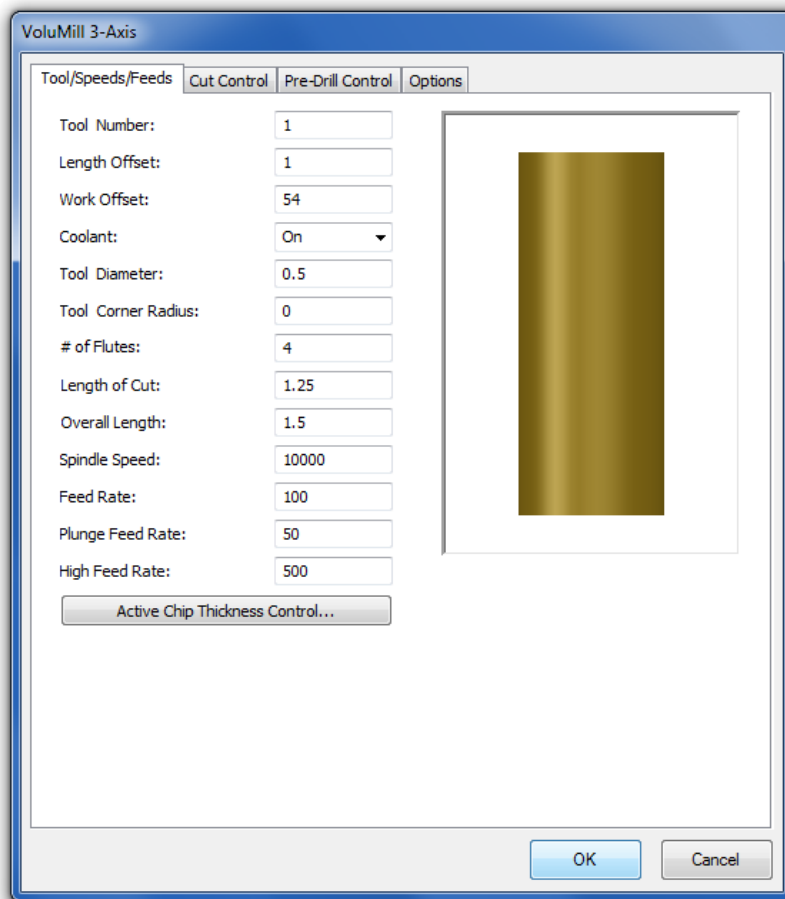 VoluMill 3-Axis
Tool/Speeds/Feeds Cut Control Pre-Drill Control Options
Tool Number: 1
Length Offset: 1
Work Offset: 54
Coolant: On
Tool Diameter: 0.5
Tool Corner Radius: 0
# of Flutes: 4
Length of Cut: 1.25
Overall Length: 1.5
Spindle Speed: 10000
Feed Rate: 100
Plunge Feed Rate: 50
High Feed Rate: 500
Active Chip Thickness Control...
OK Cancel